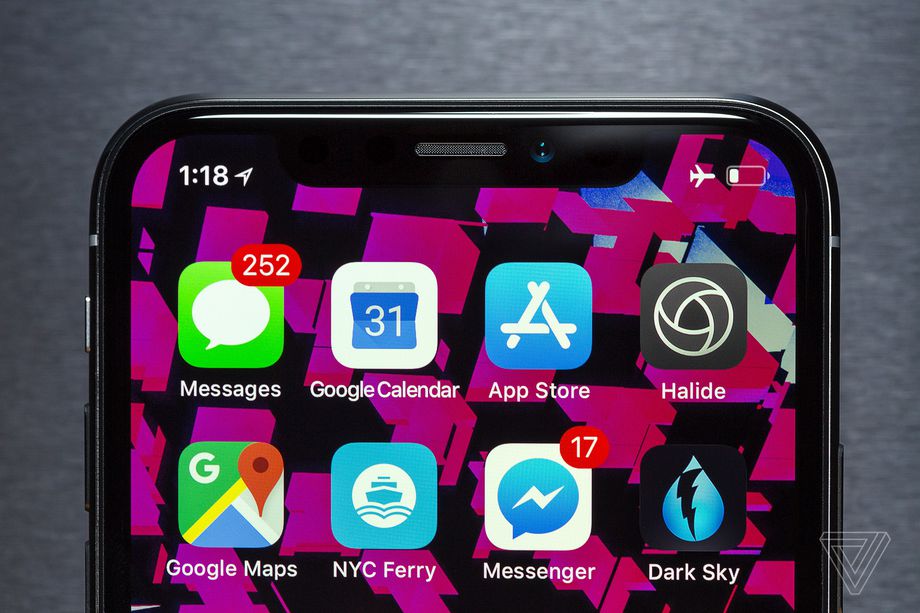 1:18
252
31
Messages
Google Calendar
App Store
Halide
G
17
Google Maps
NYC Ferry
Messenger
Dark Sky